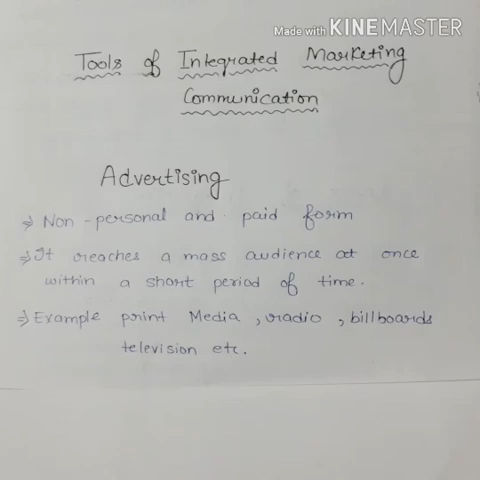 Made with KINEMASTER
Tools of Integrated Marketing
Communication
Advertising
⇒ Non-personal and paid form
⇒ It reaches a mass audience at once
within a short period of time.
⇒ Example print Media, radio, billboards
television etc.